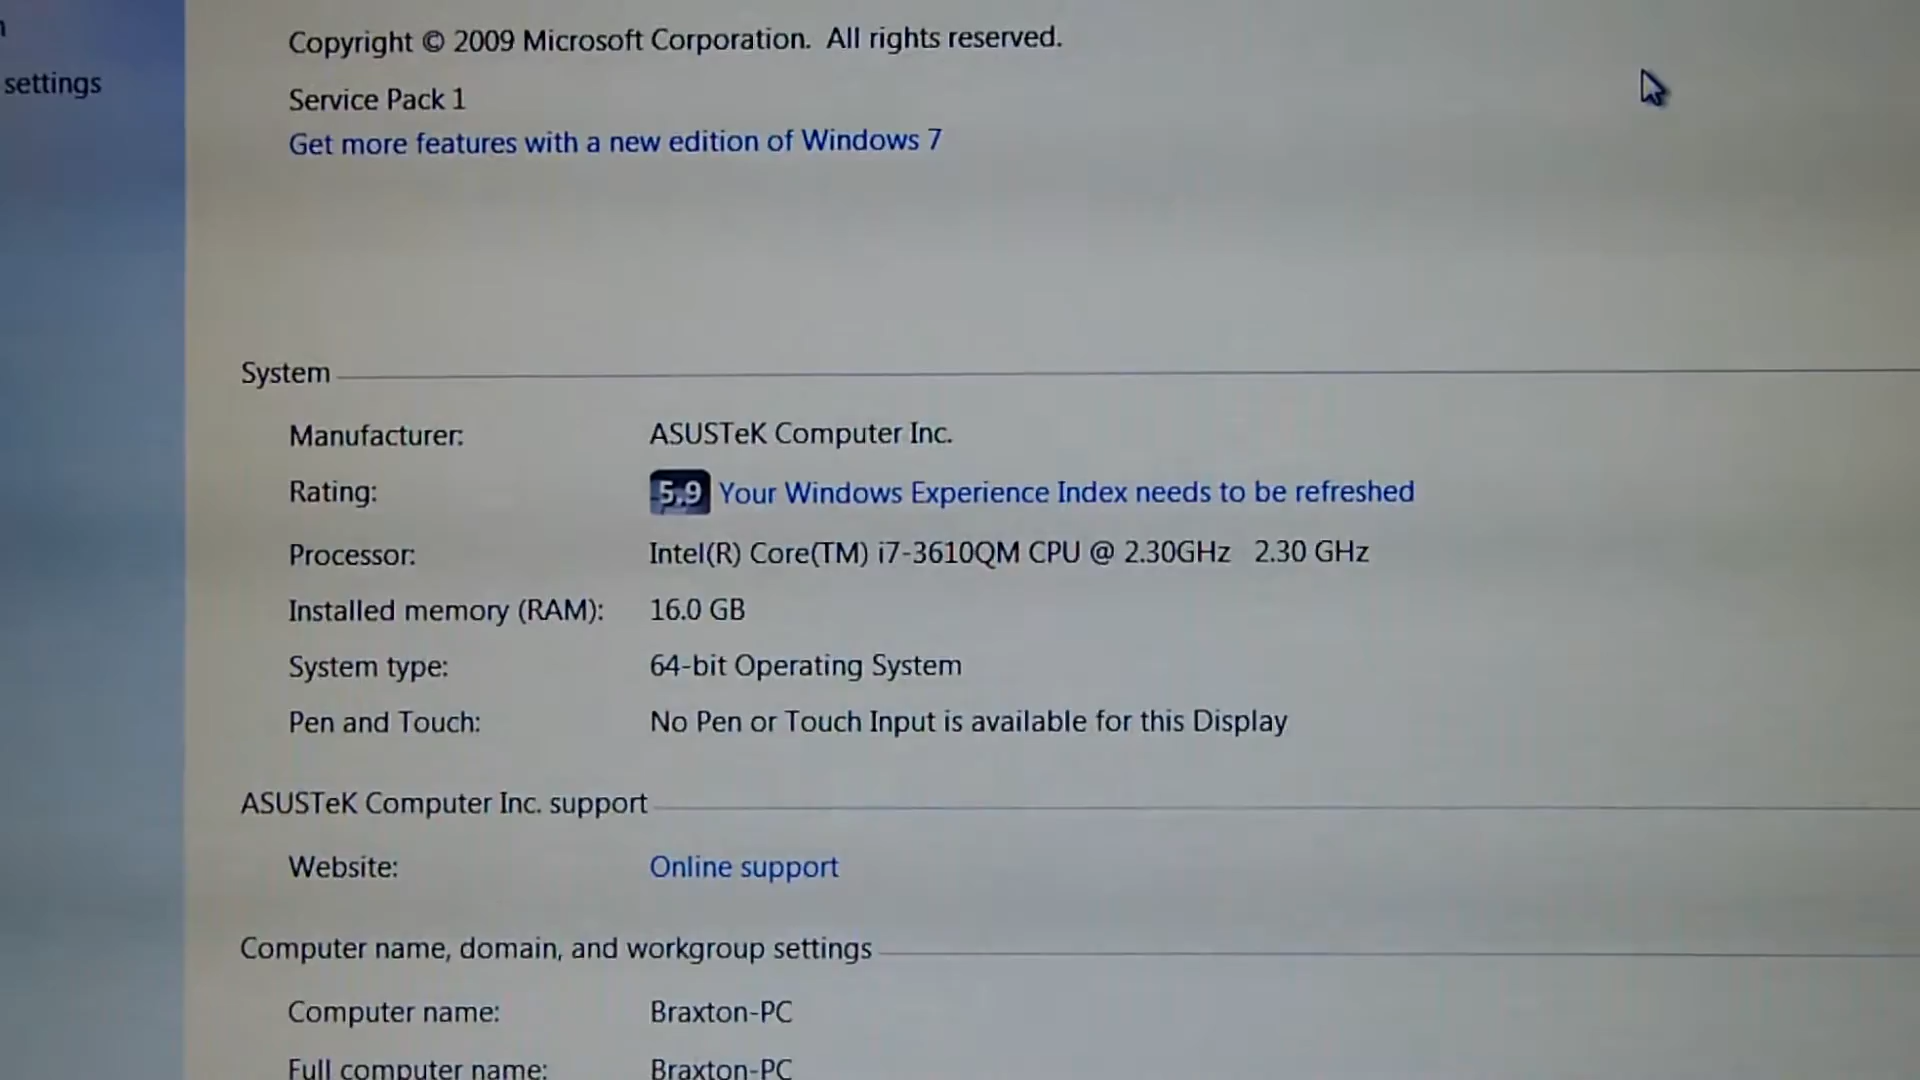 settings
Copyright © 2009 Microsoft Corporation. All rights reserved.
Service Pack 1
Get more features with a new edition of Windows 7
System
Manufacturer: ASUSTeK Computer Inc.
Rating: 5.9 Your Windows Experience Index needs to be refreshed
Processor: Intel(R) Core(TM) i7-3610QM CPU @ 2.30GHz 2.30 GHz
Installed memory (RAM): 16.0 GB
System type: 64-bit Operating System
Pen and Touch: No Pen or Touch Input is available for this Display
ASUSTeK Computer Inc. support
Website: Online support
Computer name, domain, and workgroup settings
Computer name: Braxton-PC
Full computer name: Braxton-PC